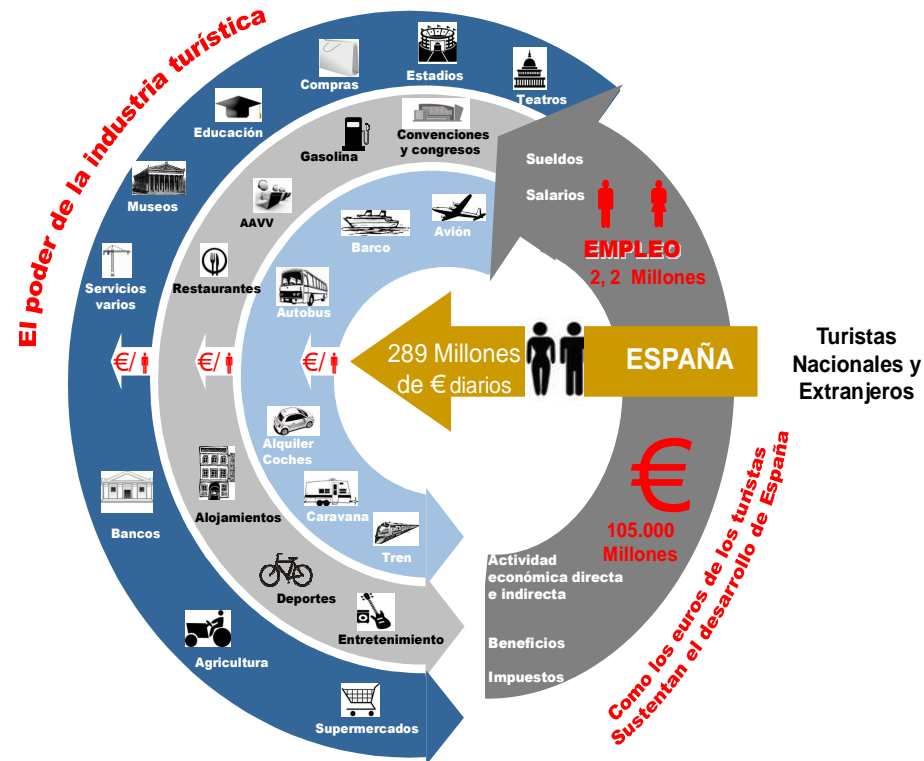 El poder de la industria turística
Estadios
Compras
Teatros
Educación
Museos
Servicios
varios
Bancos
Agricultura
Supermercados
Convenciones
y congresos
Gasolina
AAVV
Restaurantes
Alojamientos
Deportes
Entretenimiento
Avión
Barco
Autobus
Alquiler
Coches
Caravana
Tren
€/
€/
€/
289 Millones
de € diarios
ESPAÑA
Turistas
Nacionales y
Extranjeros
Sueldos
Salarios
EMPLEO
2, 2 Millones
€
105.000
Millones
Actividad
económica directa
e indirecta
Beneficios
Impuestos
Como los euros de los turistas
Sustentan el desarrollo de España